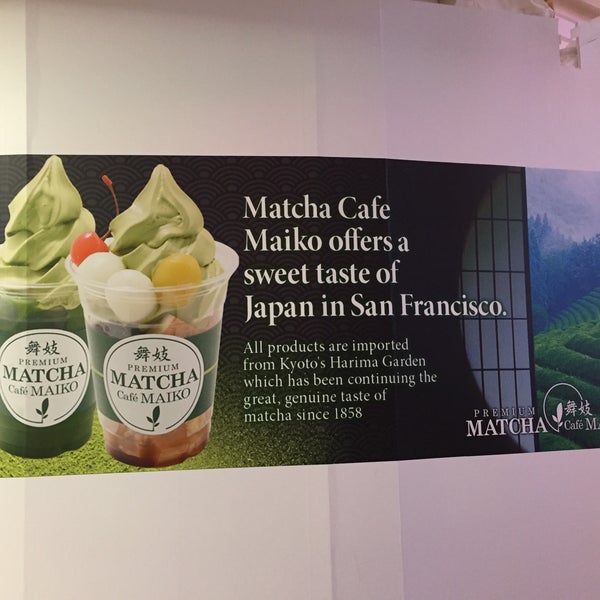 Matcha Cafe
Maiko offers a
sweet taste of
Japan in San Francisco.
All products are imported
from Kyoto's Harima Garden
which has been continuing the
great, genuine taste of
matcha since 1858
舞妓
PREMIUM
MATCHA
Café MAIKO
舞妓
PREMIUM
MATCHA
Café MAIKO
PREMIUM
MATCHA
舞妓
Café MA